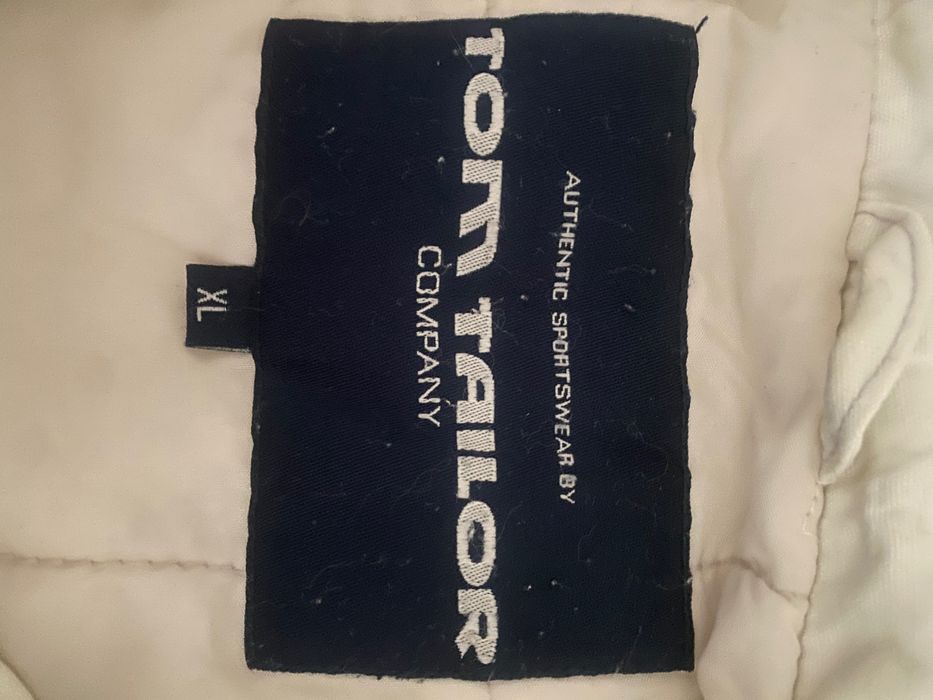 AUTHENTIC SPORTSWEAR BY
TOM TAILOR
COMPANY
XL